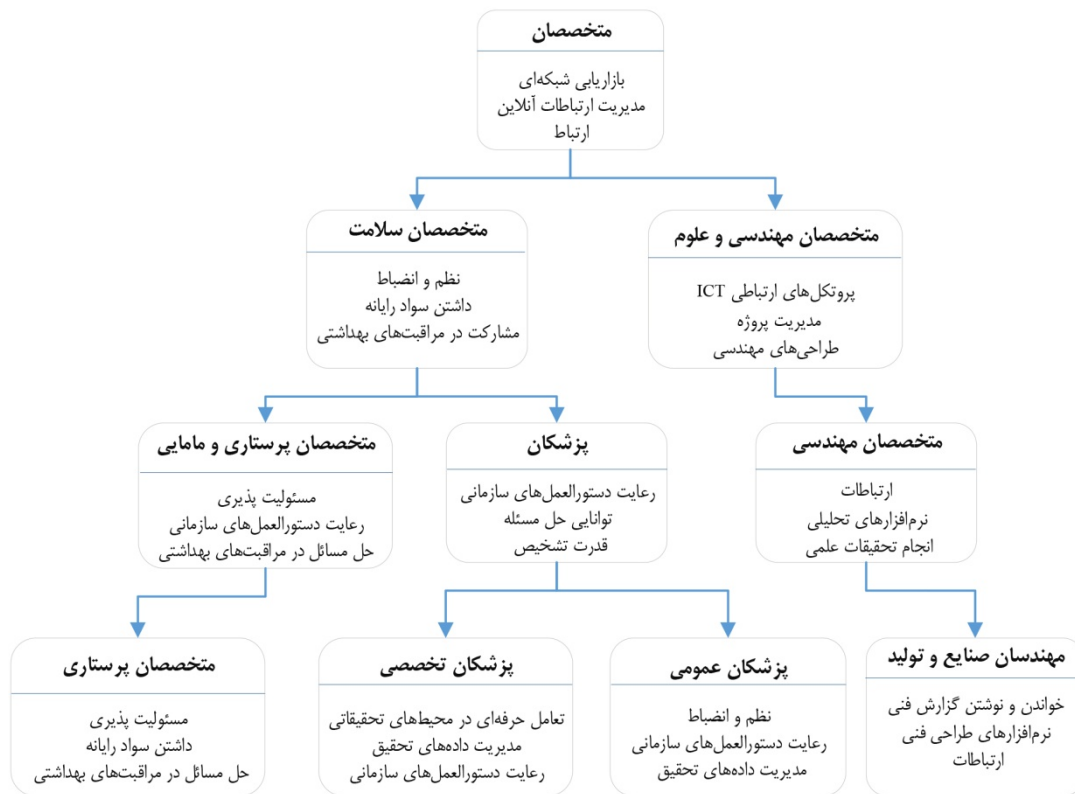 متخصصان
بازاریابی شبکه‌ای
مدیریت ارتباطات آنلاین
ارتباط
متخصصان مهندسی و علوم
پروتکل‌های ارتباطی ICT
مدیریت پروژه
طراحی‌های مهندسی
متخصصان سلامت
نظم و انضباط
داشتن سواد رایانه
مشارکت در مراقبت‌های بهداشتی
متخصصان مهندسی
ارتباطات
نرم‌افزارهای تحلیلی
انجام تحقیقات علمی
پزشکان
رعایت دستورالعمل‌های سازمانی
توانایی حل مسئله
قدرت تشخیص
متخصصان پرستاری و مامایی
مسئولیت پذیری
رعایت دستورالعمل‌های سازمانی
حل مسائل در مراقبت‌های بهداشتی
مهندسان صنایع و تولید
خواندن و نوشتن گزارش فنی
نرم‌افزارهای طراحی فنی
ارتباطات
پزشکان عمومی
نظم و انضباط
رعایت دستورالعمل‌های سازمانی
مدیریت داده‌های تحقیق
پزشکان تخصصی
تعامل حرفه‌ای در محیط‌های تحقیقاتی
مدیریت داده‌های تحقیق
رعایت دستورالعمل‌های سازمانی
متخصصان پرستاری
مسئولیت پذیری
داشتن سواد رایانه
حل مسائل در مراقبت‌های بهداشتی